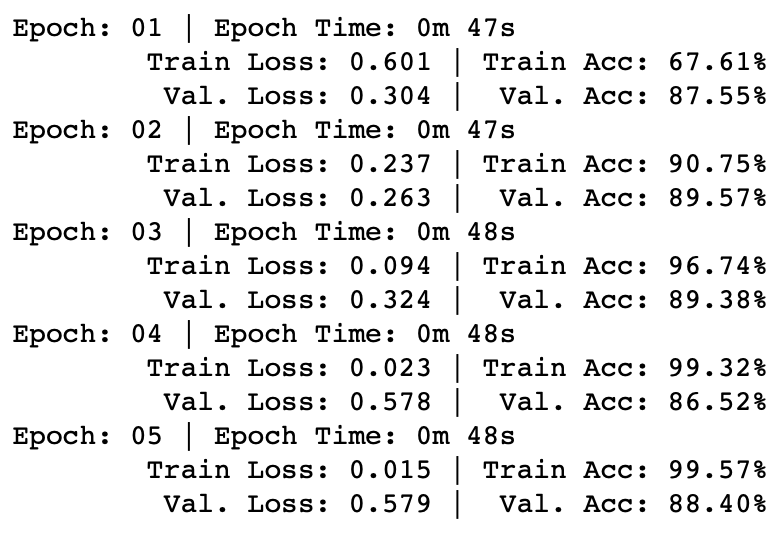 Epoch: 01 | Epoch Time: 0m 47s
Train Loss: 0.601 | Train Acc: 67.61%
Val. Loss: 0.304 | Val. Acc: 87.55%
Epoch: 02 | Epoch Time: 0m 47s
Train Loss: 0.237 | Train Acc: 90.75%
Val. Loss: 0.263 | Val. Acc: 89.57%
Epoch: 03 | Epoch Time: 0m 48s
Train Loss: 0.094 | Train Acc: 96.74%
Val. Loss: 0.324 | Val. Acc: 89.38%
Epoch: 04 | Epoch Time: 0m 48s
Train Loss: 0.023 | Train Acc: 99.32%
Val. Loss: 0.578 | Val. Acc: 86.52%
Epoch: 05 | Epoch Time: 0m 48s
Train Loss: 0.015 | Train Acc: 99.57%
Val. Loss: 0.579 | Val. Acc: 88.40%